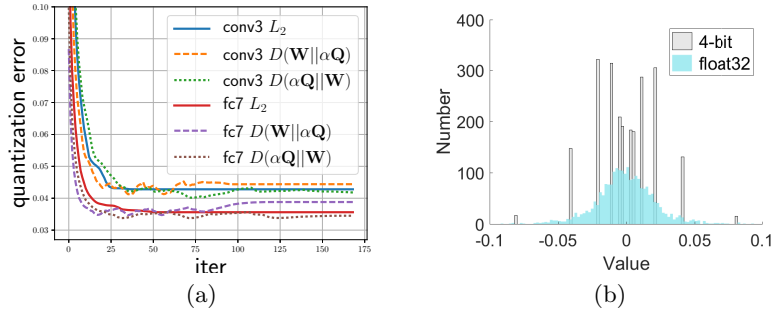 0.10
0.09
0.08
0.07
0.06
0.05
0.04
0.03
quantization error
0 25 50 75 100 125 150 175
iter
conv3 L₂
conv3 D(W||αQ)
conv3 D(αQ||W)
fc7 L₂
fc7 D(W||αQ)
fc7 D(αQ||W)
(a)
400
300
200
100
0
Number
-0.1 -0.05 0 0.05 0.1
Value
4-bit
float32
(b)